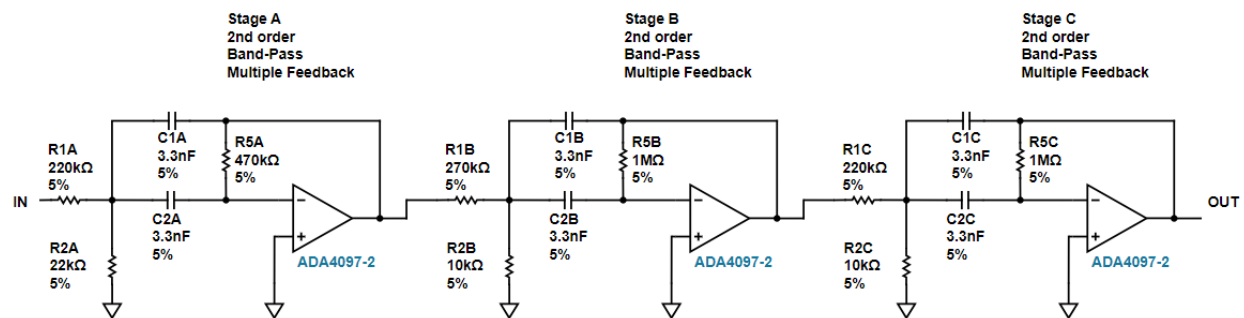 Stage A
2nd order
Band-Pass
Multiple Feedback
Stage B
2nd order
Band-Pass
Multiple Feedback
Stage C
2nd order
Band-Pass
Multiple Feedback
IN
R1A
220kΩ
5%
R2A
22kΩ
5%
C1A
3.3nF
5%
C2A
3.3nF
5%
R5A
470kΩ
5%
−
+
ADA4097-2
R1B
270kΩ
5%
R2B
10kΩ
5%
C1B
3.3nF
5%
C2B
3.3nF
5%
R5B
1MΩ
5%
−
+
ADA4097-2
R1C
220kΩ
5%
R2C
10kΩ
5%
C1C
3.3nF
5%
C2C
3.3nF
5%
R5C
1MΩ
5%
−
+
ADA4097-2
OUT